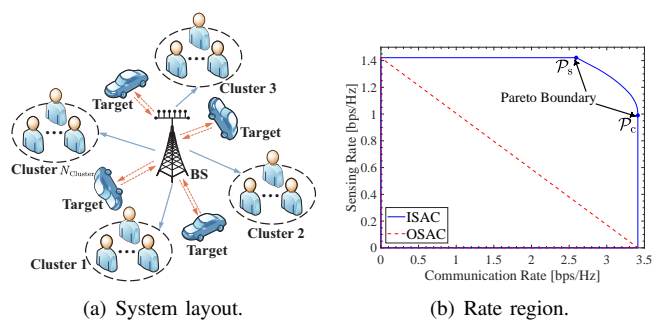 Cluster 3
Target
Target
Cluster N_Cluster
BS
Target
Cluster 2
Target
Cluster 1
(a) System layout.
Sensing Rate [bps/Hz]
1.4
1.2
1
0.8
0.6
0.4
0.2
0
𝒫_s
Pareto Boundary
𝒫_c
ISAC
OSAC
0 0.5 1 1.5 2 2.5 3 3.5
Communication Rate [bps/Hz]
(b) Rate region.